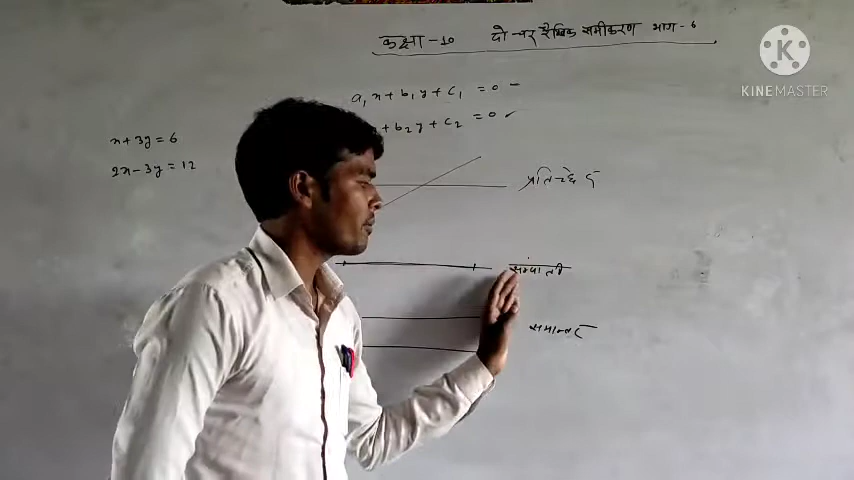 कक्षा - 10 दो चर रैखिक समीकरण भाग - 6
KINEMASTER
a₁x + b₁y + c₁ = 0 -
+ b₂y + c₂ = 0 ✓
x + 3y = 6
2x - 3y = 12
प्रतिच्छेद
संपाती
समान्तर